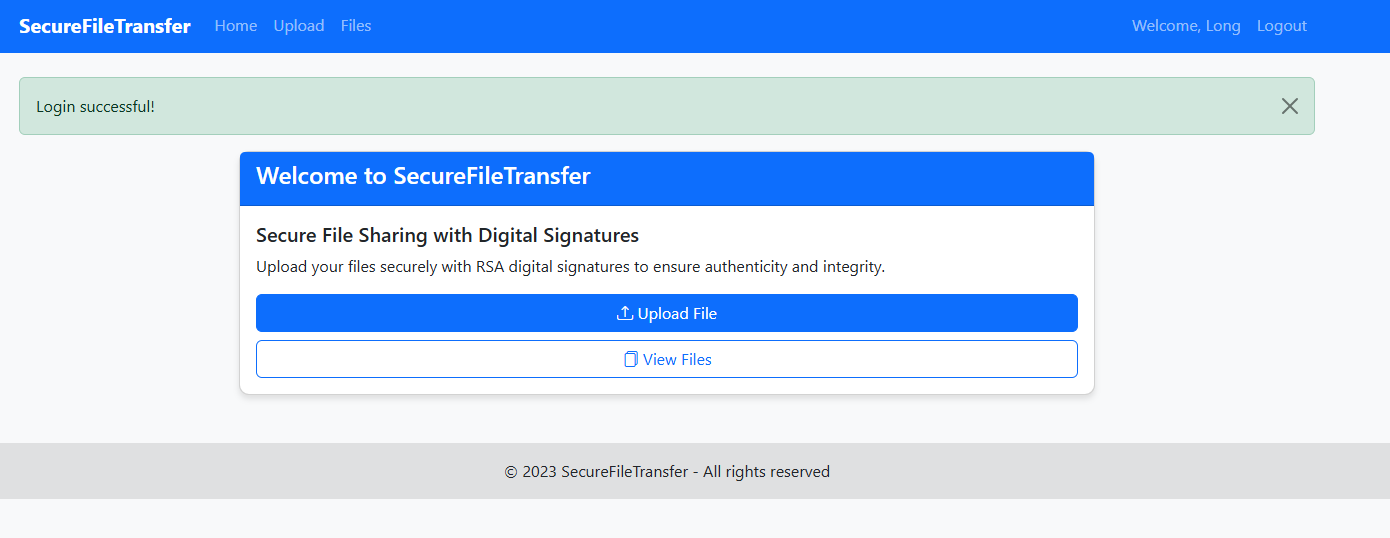 SecureFileTransfer Home Upload Files Welcome, Long Logout
Login successful!
Welcome to SecureFileTransfer
Secure File Sharing with Digital Signatures
Upload your files securely with RSA digital signatures to ensure authenticity and integrity.
Upload File
View Files
© 2023 SecureFileTransfer - All rights reserved